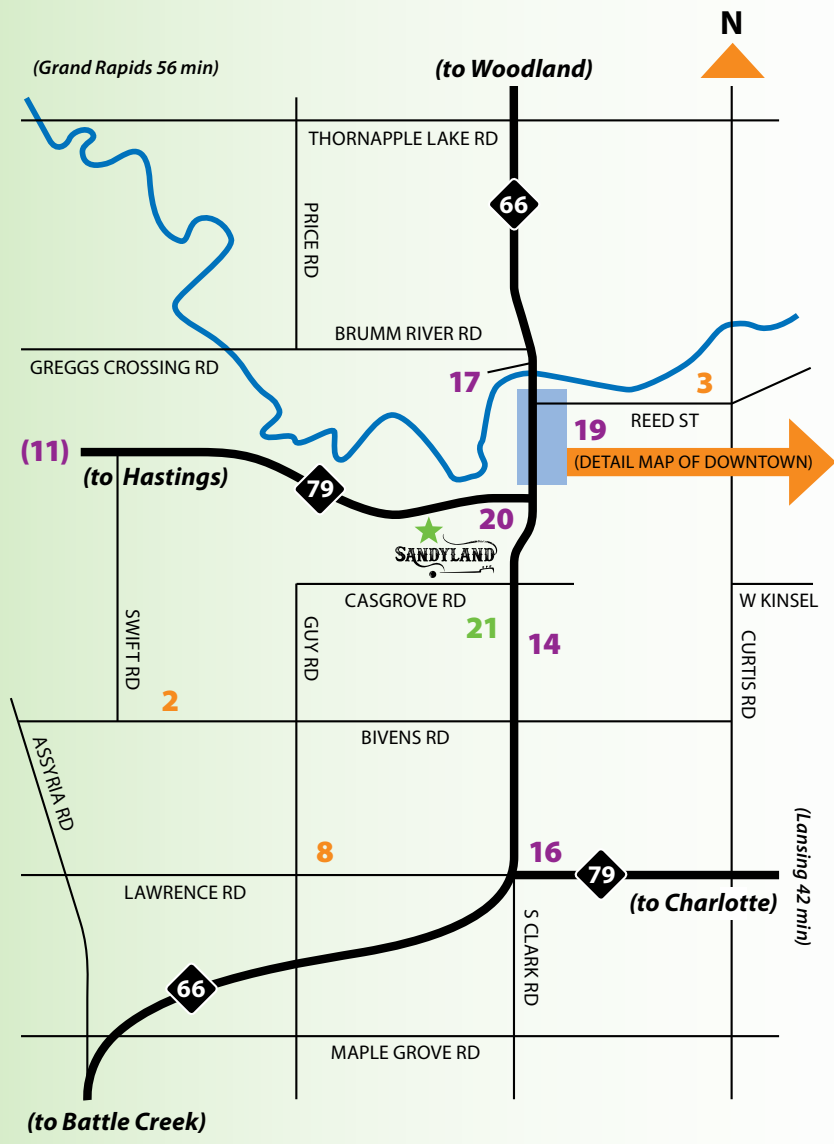 N
(Grand Rapids 56 min)
(to Woodland)
THORNAPPLE LAKE RD
66
PRICE RD
BRUMM RIVER RD
GREGGS CROSSING RD
17
3
19
REED ST
(11)
(to Hastings)
(DETAIL MAP OF DOWNTOWN)
79
20
SANDYLAND
CASGROVE RD
W KINSEL
21
14
SWIFT RD
GUY RD
CURTIS RD
2
BIVENS RD
ASSYRIA RD
8
16
(Lansing 42 min)
79
LAWRENCE RD
(to Charlotte)
S CLARK RD
66
MAPLE GROVE RD
(to Battle Creek)